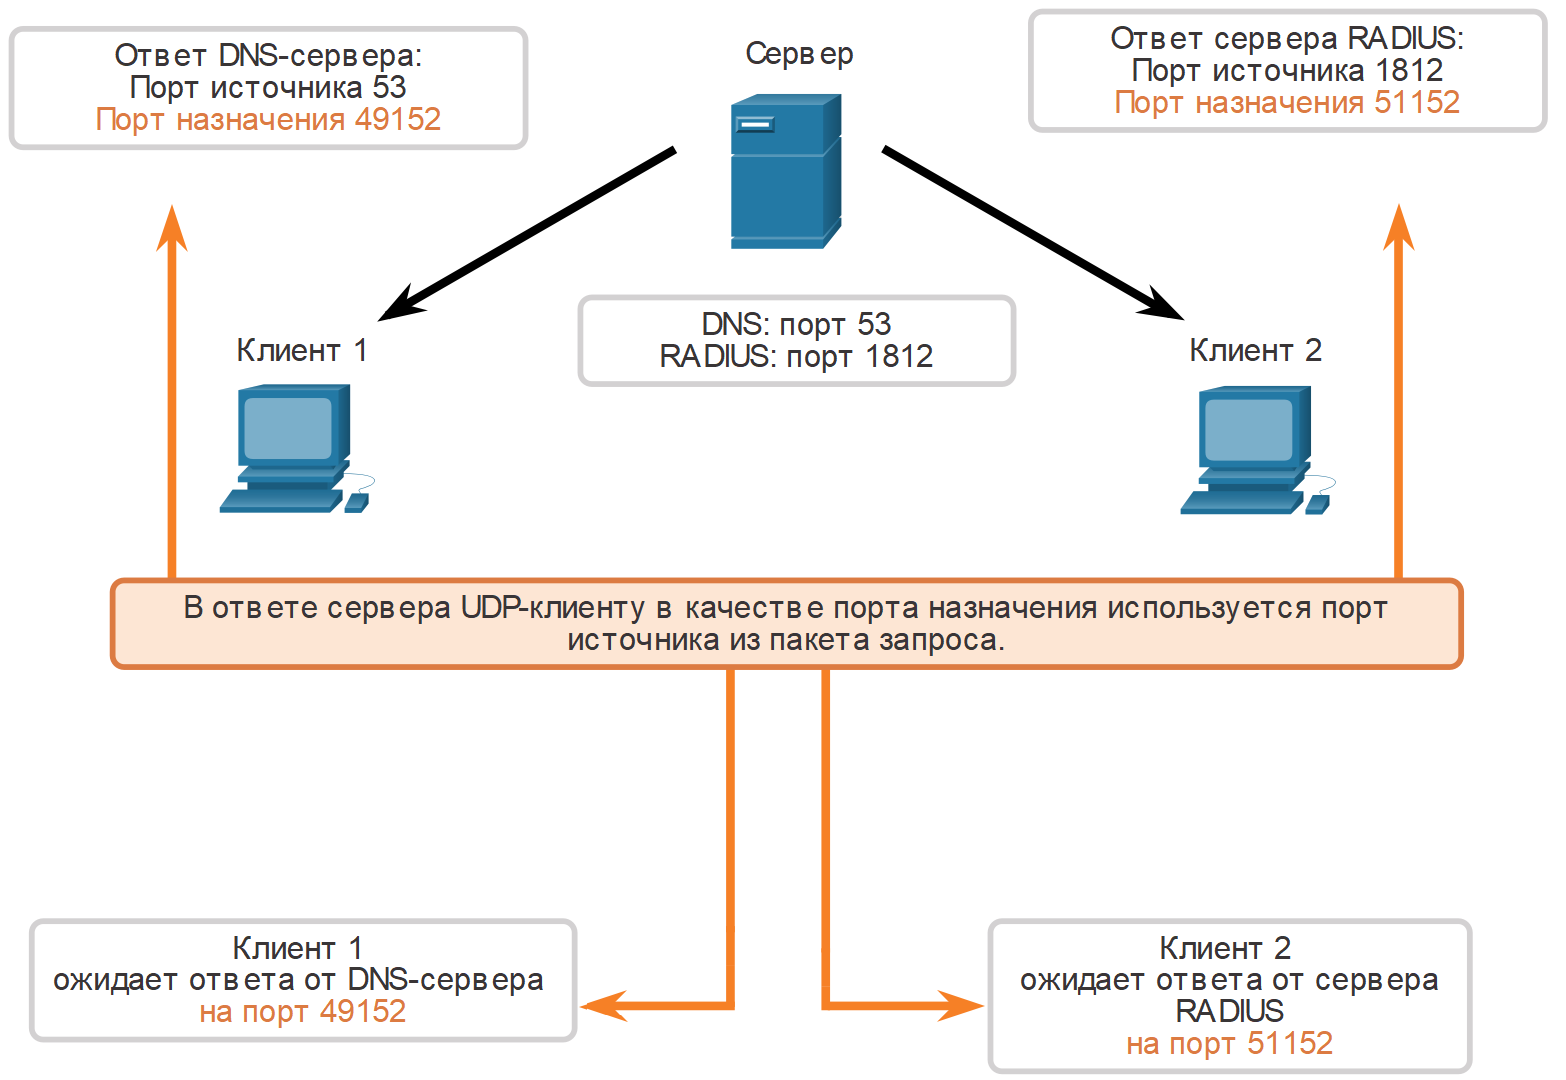 Ответ DNS-сервера:
Порт источника 53
Порт назначения 49152
Сервер
Ответ сервера RADIUS:
Порт источника 1812
Порт назначения 51152
DNS: порт 53
RADIUS: порт 1812
Клиент 1
Клиент 2
В ответе сервера UDP-клиенту в качестве порта назначения используется порт
источника из пакета запроса.
Клиент 1
ожидает ответа от DNS-сервера
на порт 49152
Клиент 2
ожидает ответа от сервера
RADIUS
на порт 51152